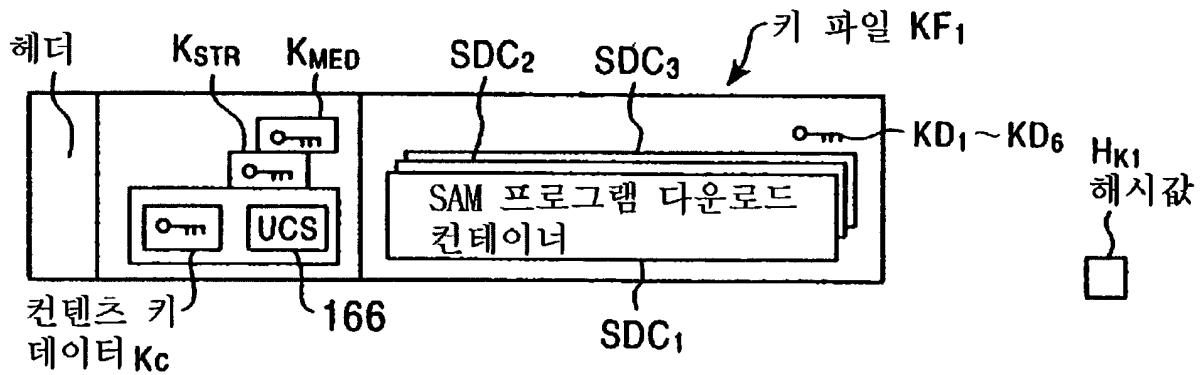 키 파일 KF1
헤더
KSTR
KMED
SDC2
SDC3
KD1～KD6
HK1
해시값
SAM 프로그램 다운로드
컨테이너
UCS
컨텐츠 키
데이터 Kc
166
SDC1